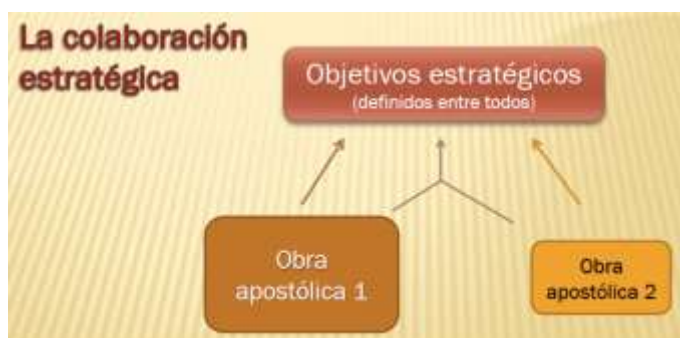 La colaboración
estratégica
Objetivos estratégicos
(definidos entre todos)
Obra
apostólica 1
Obra
apostólica 2